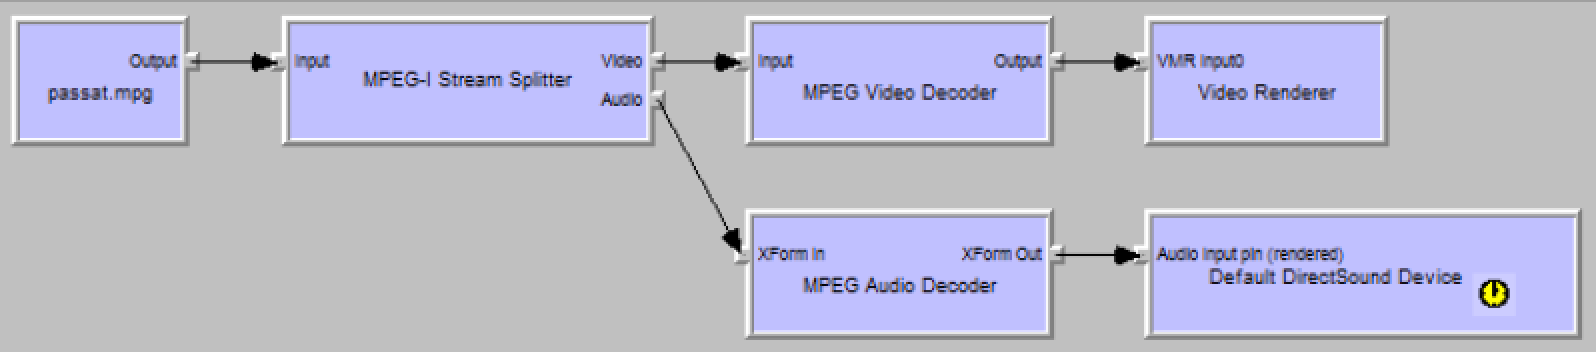 Output
passat.mpg
Input
MPEG-I Stream Splitter
Video
Audio
Input
Output
MPEG Video Decoder
VMR Input0
Video Renderer
XForm In
XForm Out
MPEG Audio Decoder
Audio Input pin (rendered)
Default DirectSound Device